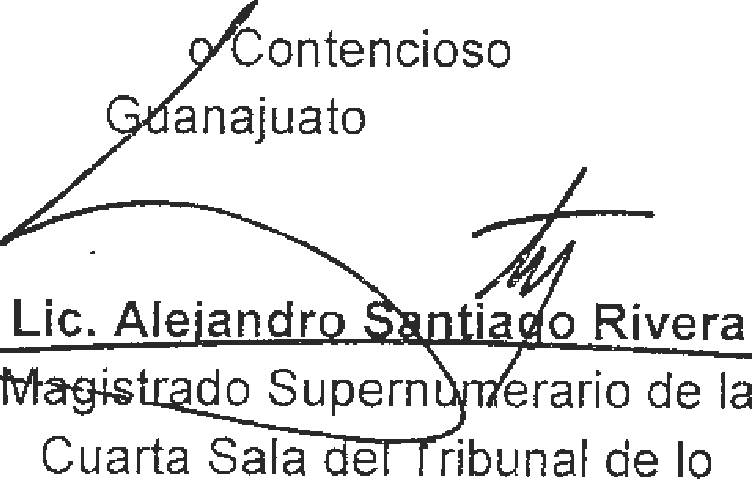 o Contencioso
Guanajuato
Lic. Alejandro Santiago Rivera
Magistrado Supernumerario de la
Cuarta Sala del Tribunal de lo